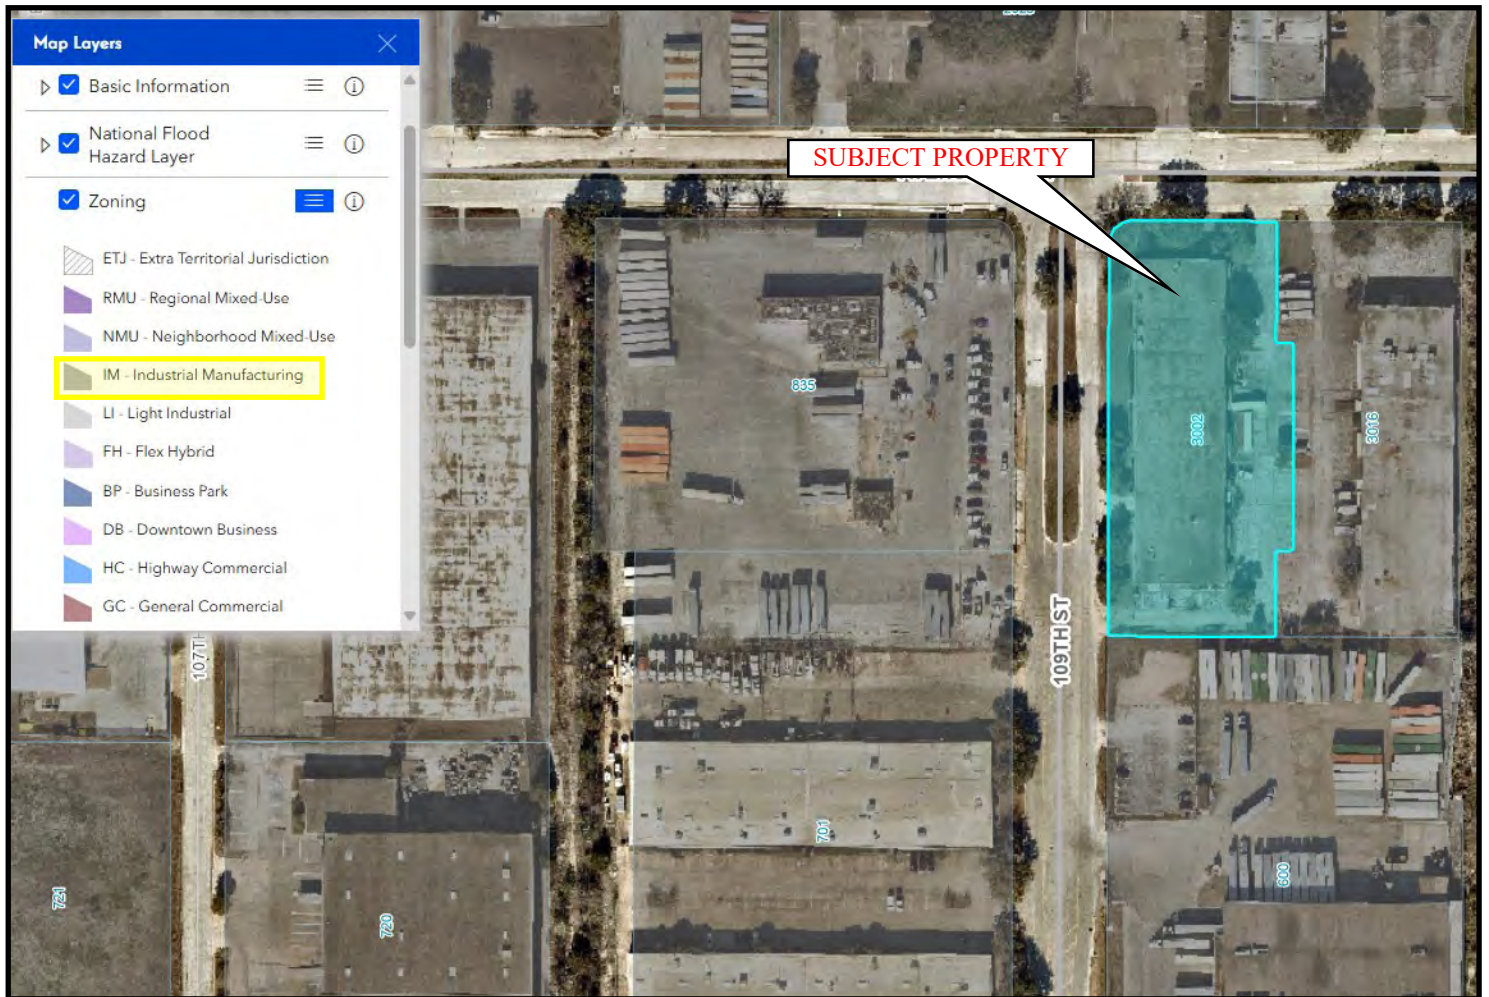 Map Layers
Basic Information
National Flood
Hazard Layer
Zoning
ETJ - Extra Territorial Jurisdiction
RMU - Regional Mixed-Use
NMU - Neighborhood Mixed-Use
IM - Industrial Manufacturing
LI - Light Industrial
FH - Flex Hybrid
BP - Business Park
DB - Downtown Business
HC - Highway Commercial
GC - General Commercial
SUBJECT PROPERTY
835
3002
3016
109TH ST
107TH
701
600
721
720